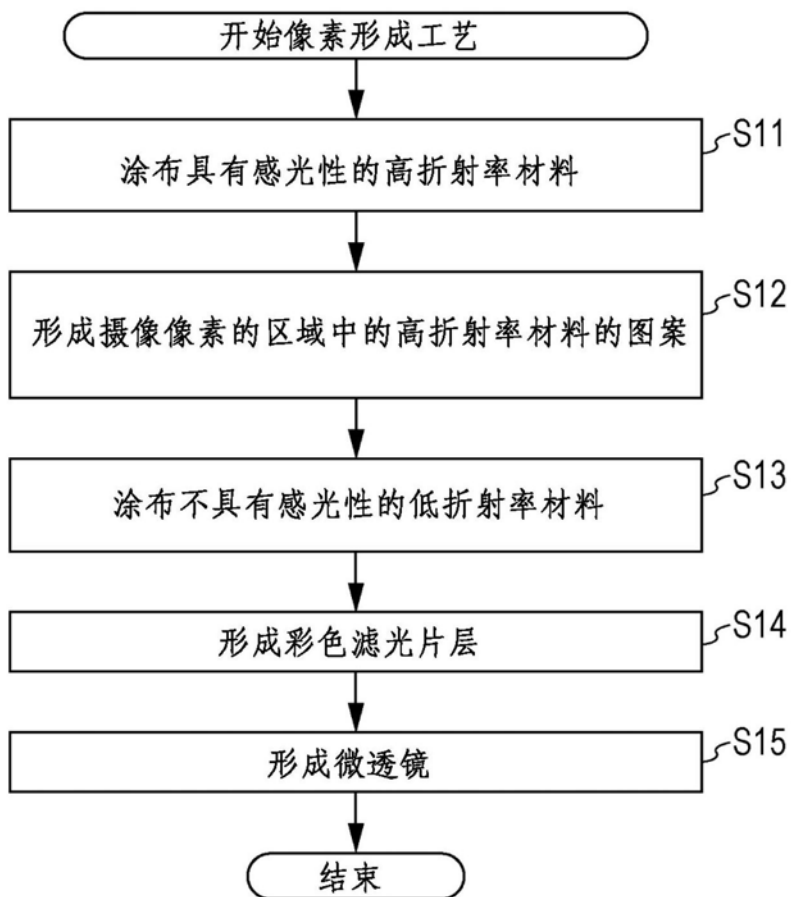 开始像素形成工艺
S11
涂布具有感光性的高折射率材料
S12
形成摄像像素的区域中的高折射率材料的图案
S13
涂布不具有感光性的低折射率材料
S14
形成彩色滤光片层
S15
形成微透镜
结束